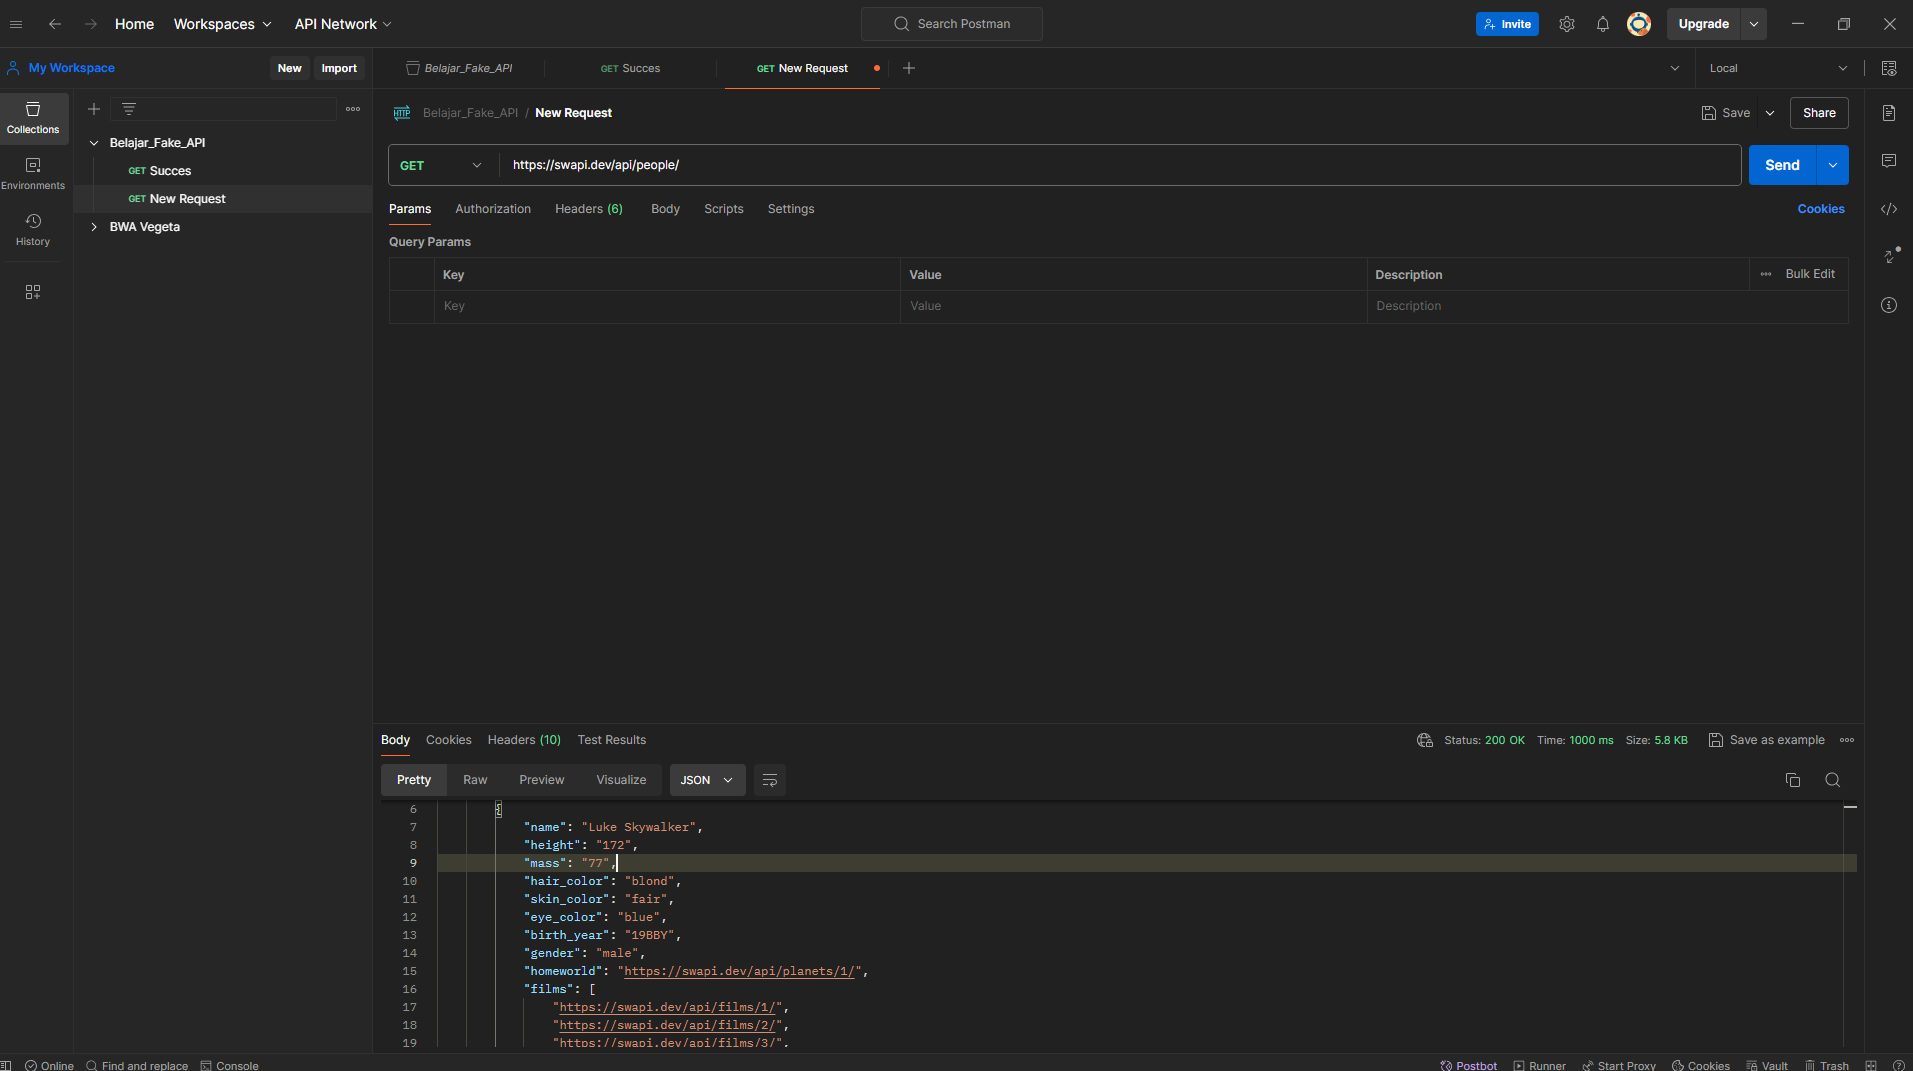 Home Workspaces API Network Search Postman Invite Upgrade
My Workspace New Import Belajar_Fake_API GET Succes GET New Request Local
Collections
Environments
History
Belajar_Fake_API
GET Succes
GET New Request
BWA Vegeta
HTTP Belajar_Fake_API / New Request Save Share
GET https://swapi.dev/api/people/ Send
Params Authorization Headers (6) Body Scripts Settings Cookies
Query Params
Key Value Description Bulk Edit
Key Value Description
Body Cookies Headers (10) Test Results Status: 200 OK Time: 1000 ms Size: 5.8 KB Save as example
Pretty Raw Preview Visualize JSON
6 {
7 "name": "Luke Skywalker",
8 "height": "172",
9 "mass": "77",
10 "hair_color": "blond",
11 "skin_color": "fair",
12 "eye_color": "blue",
13 "birth_year": "19BBY",
14 "gender": "male",
15 "homeworld": "https://swapi.dev/api/planets/1/",
16 "films": [
17 "https://swapi.dev/api/films/1/",
18 "https://swapi.dev/api/films/2/",
19 "https://swapi.dev/api/films/3/",
Online Find and replace Console Postbot Runner Start Proxy Cookies Vault Trash